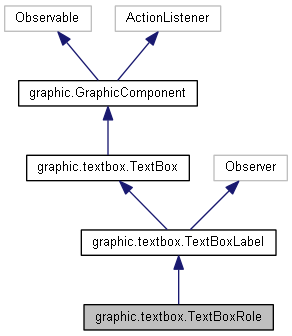 Observable
ActionListener
graphic.GraphicComponent
graphic.textbox.TextBox
Observer
graphic.textbox.TextBoxLabel
graphic.textbox.TextBoxRole